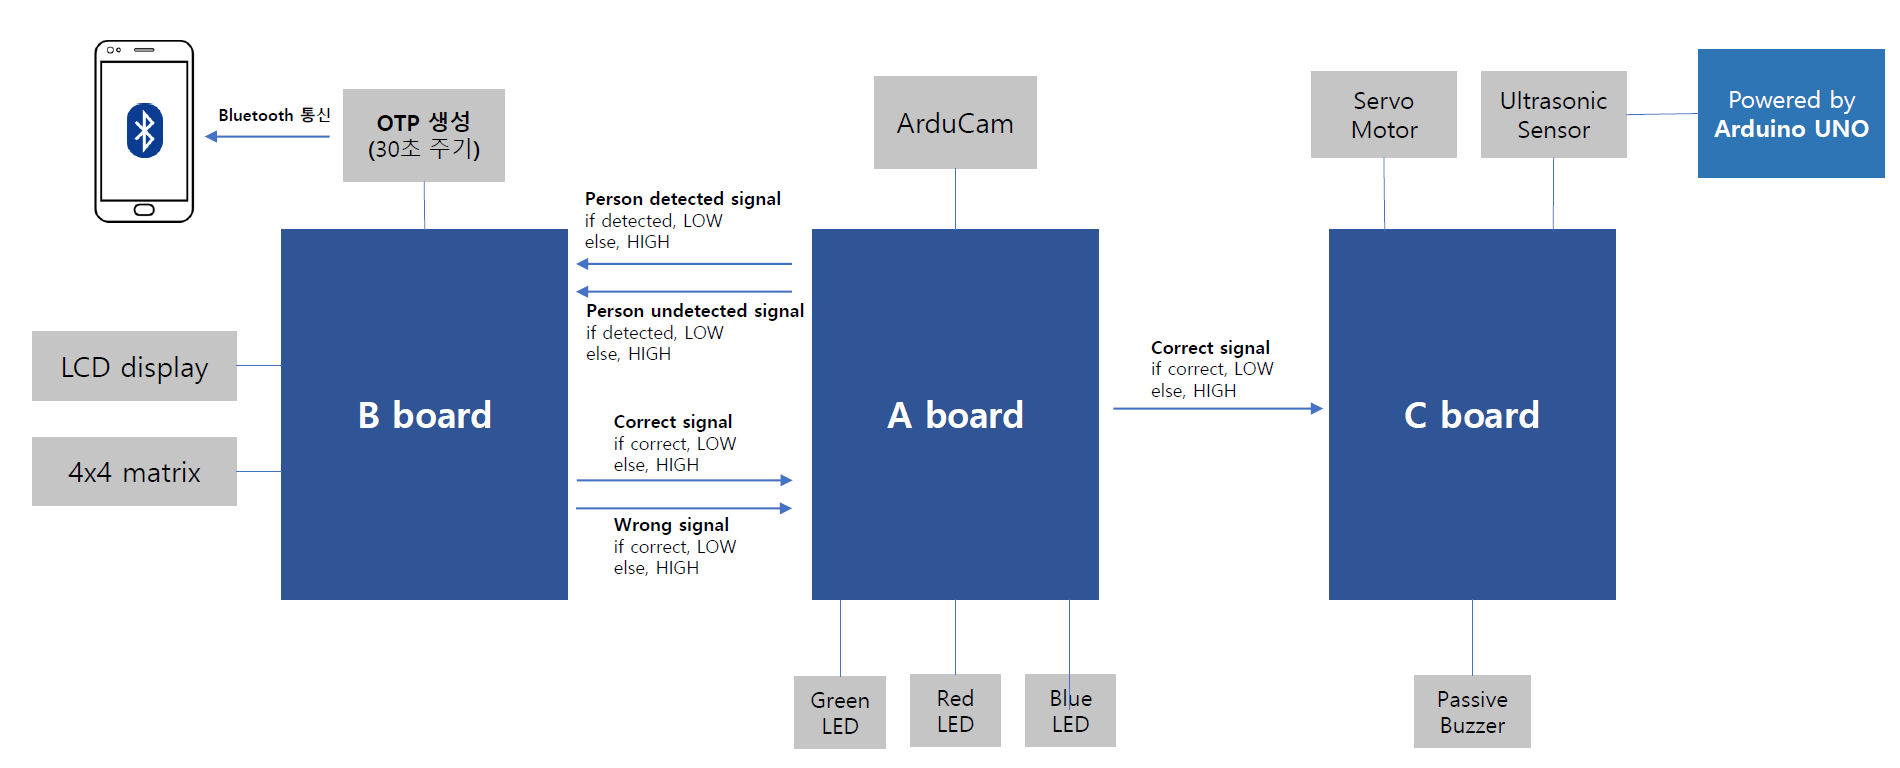 Bluetooth 통신
OTP 생성
(30초 주기)
ArduCam
Servo
Motor
Ultrasonic
Sensor
Powered by
Arduino UNO
Person detected signal
if detected, LOW
else, HIGH
Person undetected signal
if detected, LOW
else, HIGH
LCD display
4x4 matrix
B board
Correct signal
if correct, LOW
else, HIGH
Wrong signal
if correct, LOW
else, HIGH
A board
Correct signal
if correct, LOW
else, HIGH
C board
Green
LED
Red
LED
Blue
LED
Passive
Buzzer